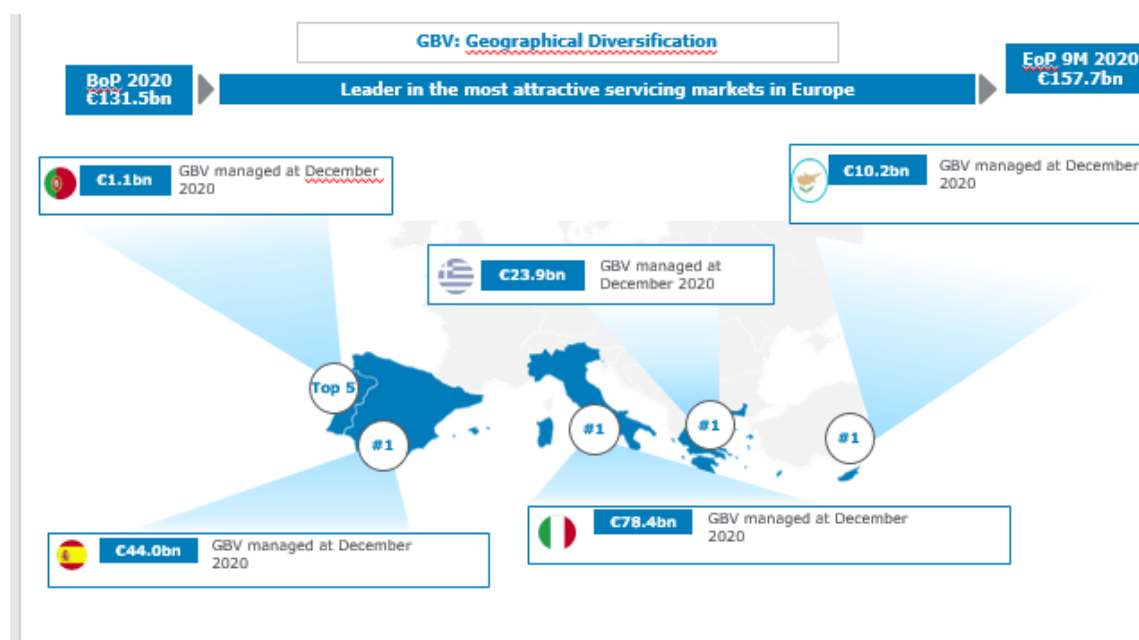 GBV: Geographical Diversification
BoP 2020
€131.5bn
Leader in the most attractive servicing markets in Europe
EoP 9M 2020
€157.7bn
€1.1bn
GBV managed at December
2020
€10.2bn
GBV managed at December
2020
€23.9bn
GBV managed at
December 2020
Top 5
#1
#1
#1
#1
€44.0bn
GBV managed at December
2020
€78.4bn
GBV managed at December
2020